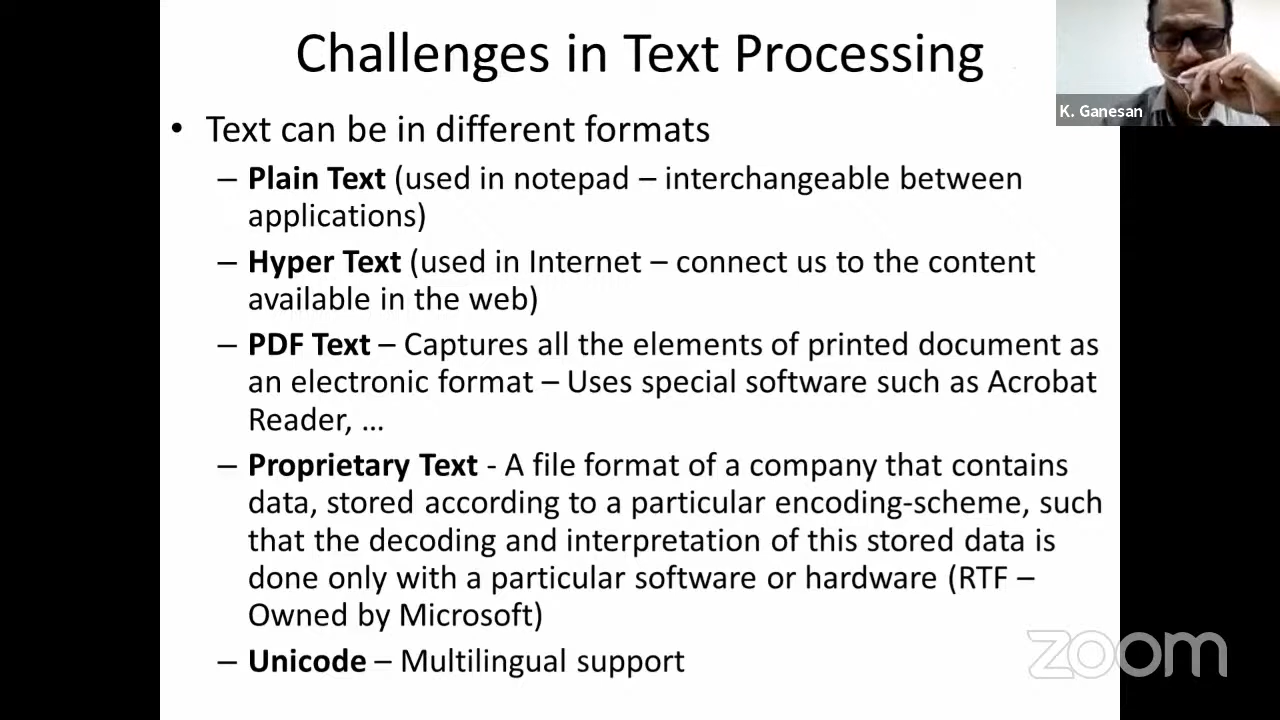 Challenges in Text Processing
K. Ganesan
• Text can be in different formats
– Plain Text (used in notepad – interchangeable between
applications)
– Hyper Text (used in Internet – connect us to the content
available in the web)
– PDF Text – Captures all the elements of printed document as
an electronic format – Uses special software such as Acrobat
Reader, …
– Proprietary Text - A file format of a company that contains
data, stored according to a particular encoding-scheme, such
that the decoding and interpretation of this stored data is
done only with a particular software or hardware (RTF –
Owned by Microsoft)
– Unicode – Multilingual support
zoom